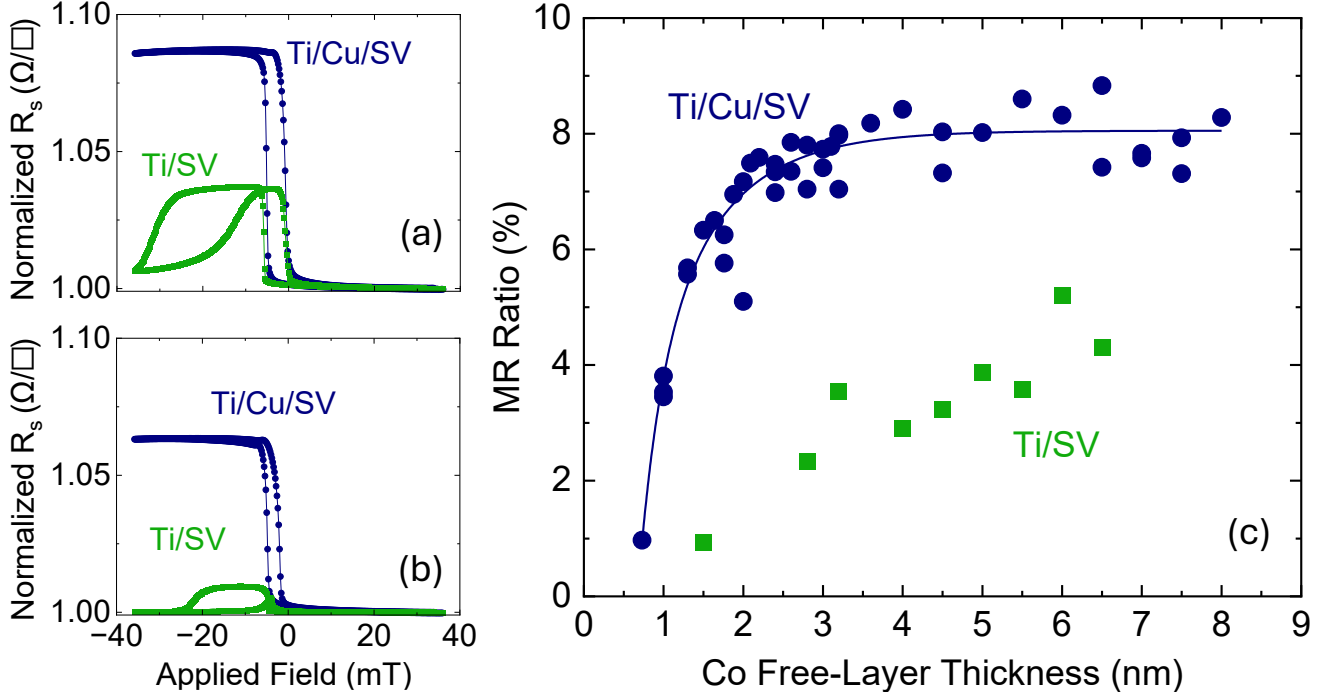 1.10
1.05
1.00
Normalized Rₛ (Ω/□)
Ti/Cu/SV
Ti/SV
(a)
1.10
1.05
1.00
Normalized Rₛ (Ω/□)
Ti/Cu/SV
Ti/SV
(b)
−40 −20 0 20 40
Applied Field (mT)
10
8
6
4
2
0
MR Ratio (%)
Ti/Cu/SV
Ti/SV
(c)
0 1 2 3 4 5 6 7 8 9
Co Free-Layer Thickness (nm)